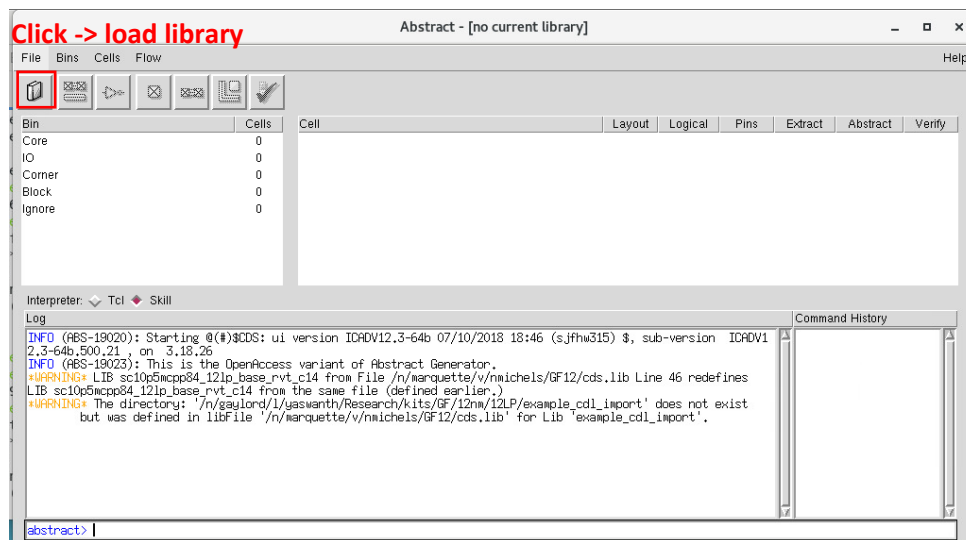 Click -> load library
Abstract - [no current library]
File Bins Cells Flow Help
Bin Cells Cell Layout Logical Pins Extract Abstract Verify
Core 0
IO 0
Corner 0
Block 0
Ignore 0
Interpreter: Tcl Skill
Log Command History
INFO (ABS-19020): Starting @(#)$CDS: ui version ICADV12.3-64b 07/10/2018 18:46 (sjfhw315) $, sub-version ICADV1
2.3-64b.500.21 , on 3.18.26
INFO (ABS-19023): This is the OpenAccess variant of Abstract Generator.
*WARNING* LIB sc10p5mcpp84_12lp_base_rvt_c14 from File /n/marquette/v/nmichels/GF12/cds.lib Line 46 redefines
LIB sc10p5mcpp84_12lp_base_rvt_c14 from the same file (defined earlier.)
*WARNING* The directory: '/n/gaylord/l/yaswanth/Research/kits/GF/12nm/12LP/example_cdl_import' does not exist
but was defined in libFile '/n/marquette/v/nmichels/GF12/cds.lib' for Lib 'example_cdl_import'.
abstract>